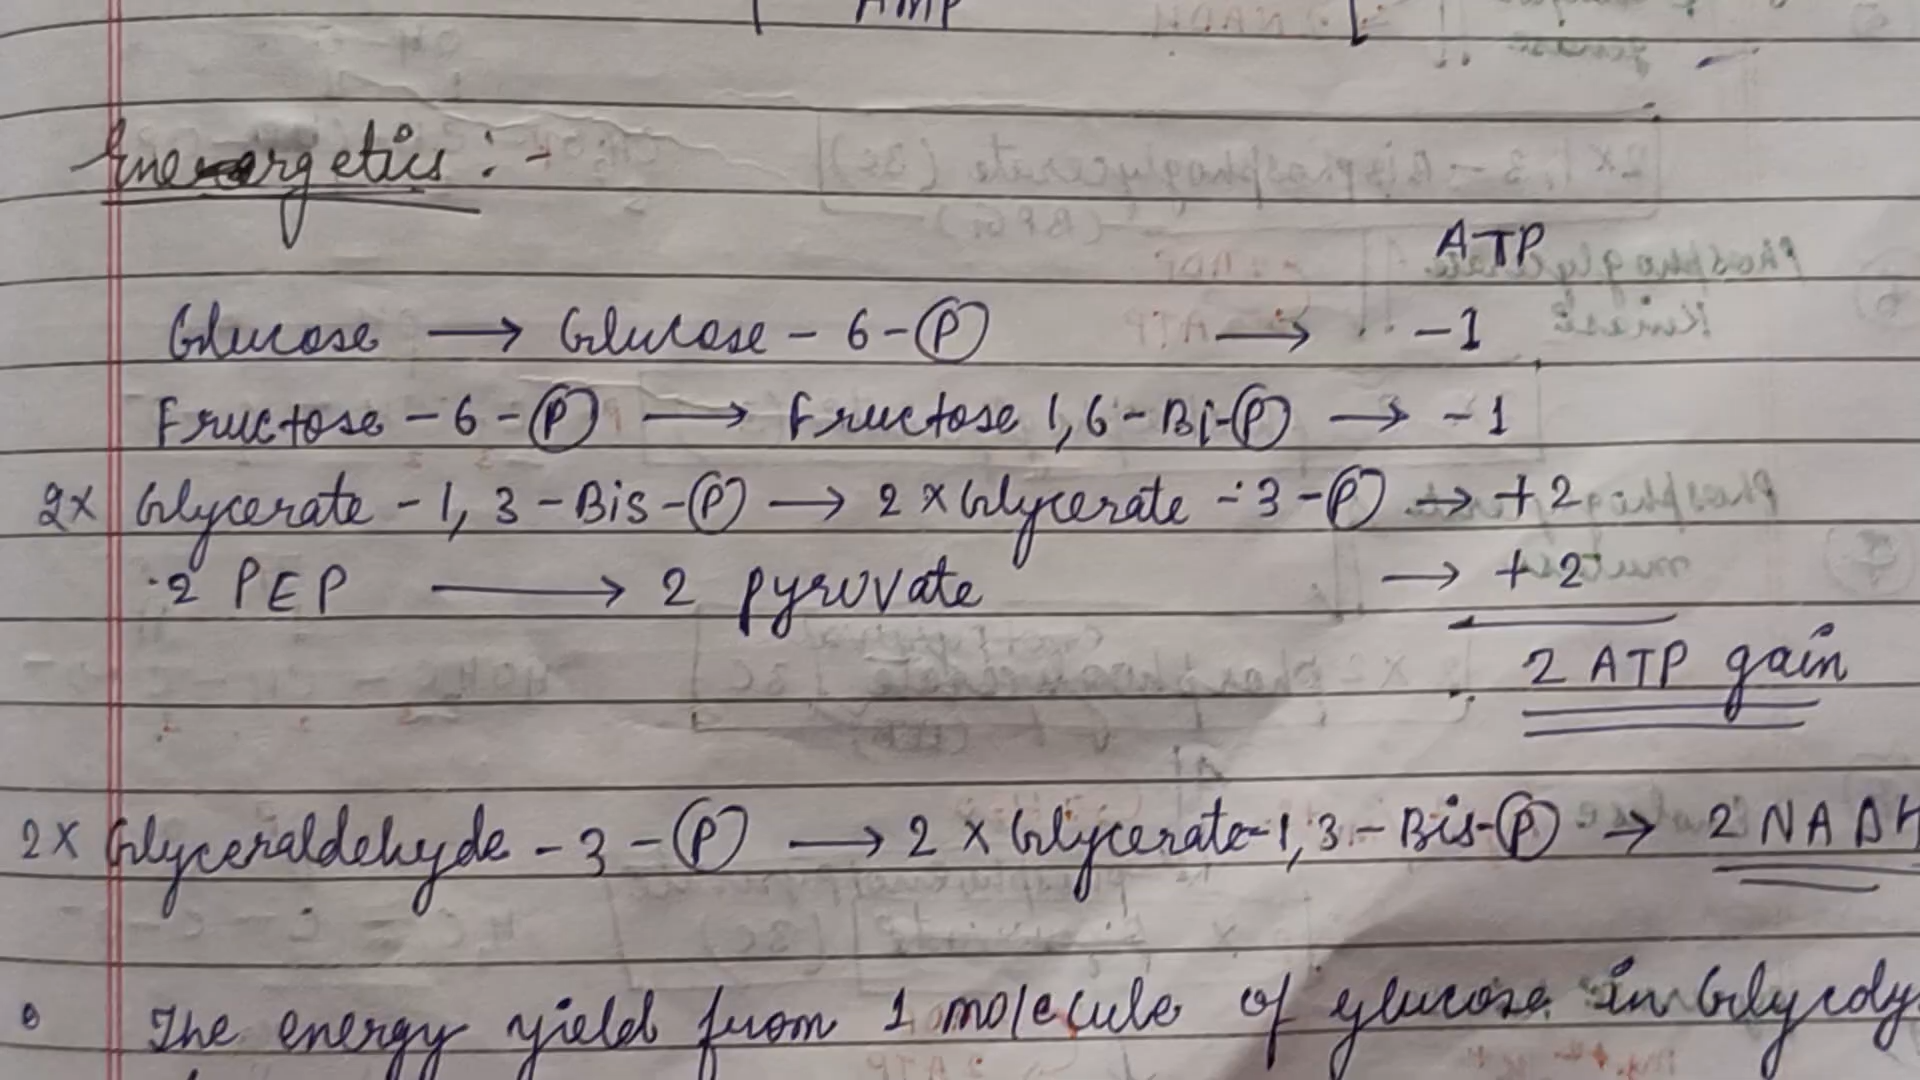 AMP
Energetics :-
ATP
Glucose → Glucose - 6 - P → -1
Fructose - 6 - P → Fructose 1,6 - Bi - P → -1
2x Glycerate - 1, 3 - Bis - P → 2 x Glycerate - 3 - P → +2
2 PEP → 2 pyruvate → +2
2 ATP gain
2x Glyceraldehyde - 3 - P → 2 x Glycerate - 1, 3 - Bis - P → 2 NADH
The energy yield from 1 molecule of glucose in Glycoly